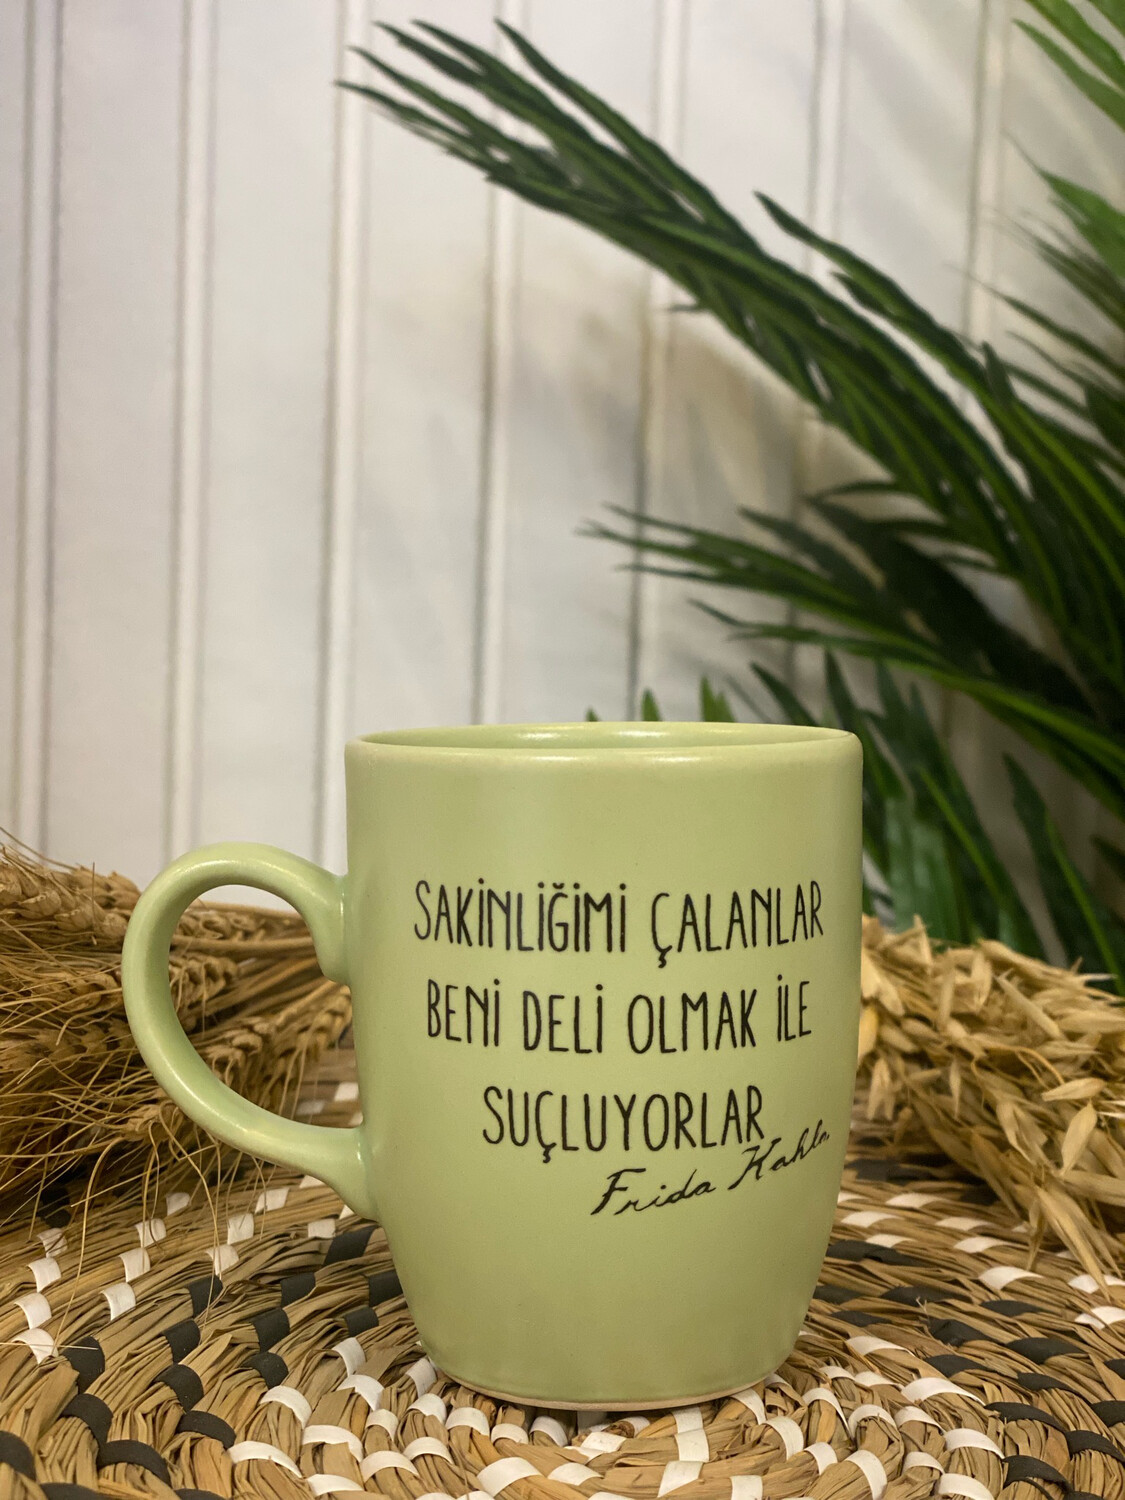 SAKİNLİĞİMİ ÇALANLAR
BENİ DELİ OLMAK İLE
SUÇLUYORLAR
Frida Kahlo